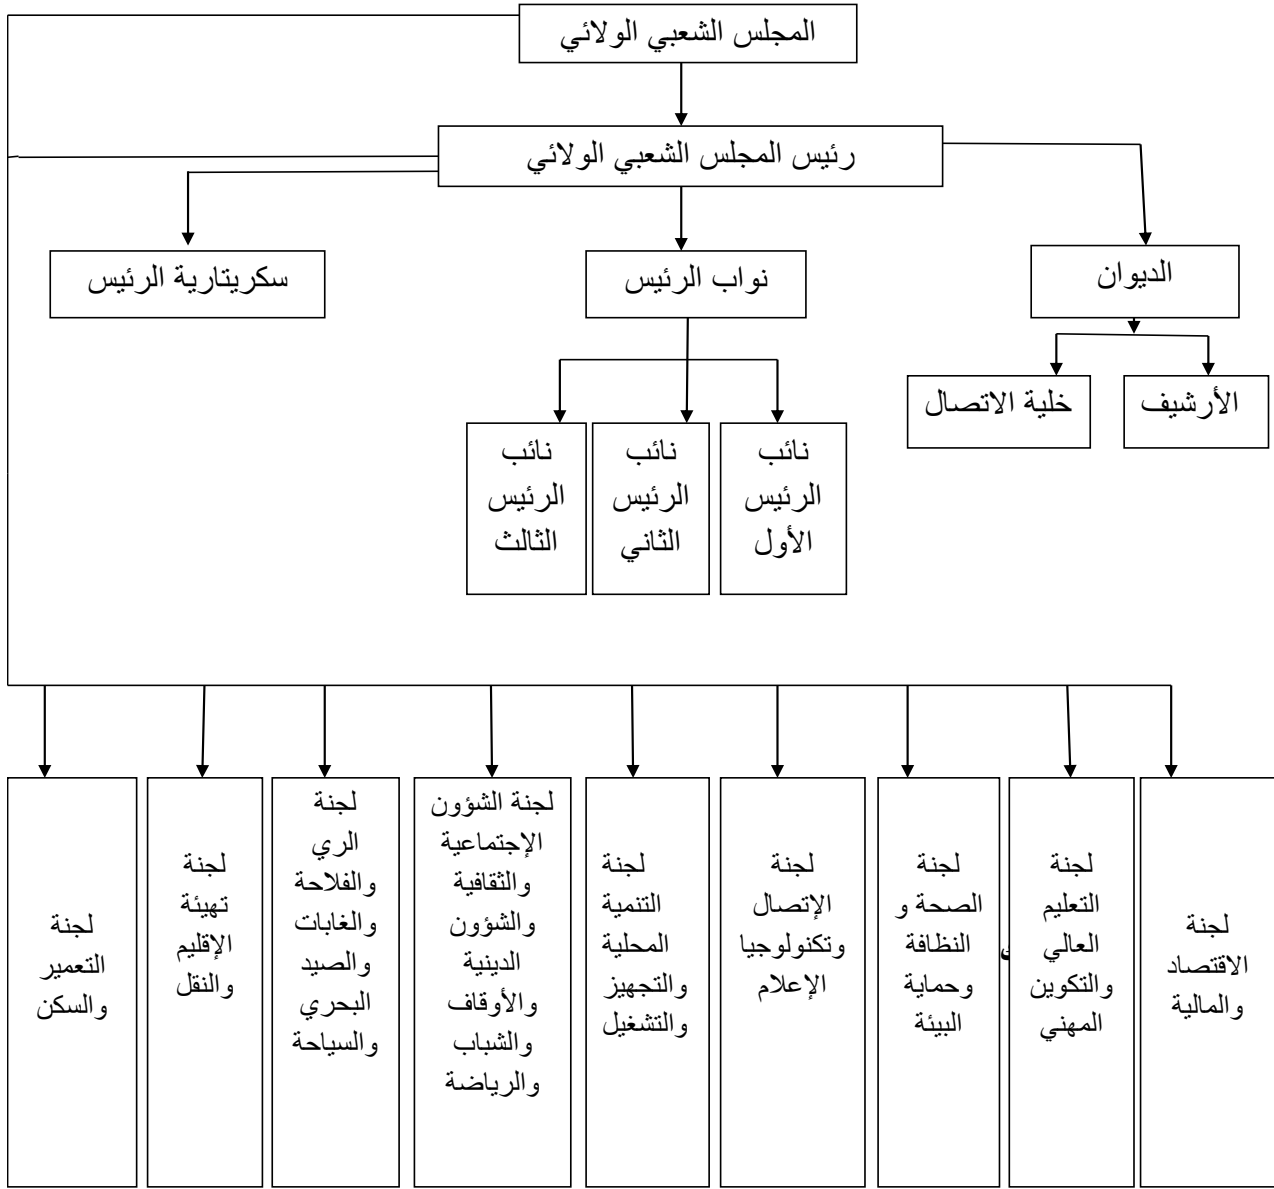 المجلس الشعبي الولائي
رئيس المجلس الشعبي الولائي
الديوان
نواب الرئيس
سكريتارية الرئيس
الأرشيف
خلية الاتصال
نائب
الرئيس
الأول
نائب
الرئيس
الثاني
نائب
الرئيس
الثالث
لجنة
الاقتصاد
والمالية
لجنة
التعليم
العالي
والتكوين
المهني
لجنة
الصحة و
النظافة
وحماية
البيئة
لجنة
الإتصال
وتكنولوجيا
الإعلام
لجنة
التنمية
المحلية
والتجهيز
والتشغيل
لجنة الشؤون
الإجتماعية
والثقافية
والشؤون
الدينية
والأوقاف
والشباب
والرياضة
لجنة
الري
والفلاحة
والغابات
والصيد
البحري
والسياحة
لجنة
تهيئة
الإقليم
والنقل
لجنة
التعمير
والسكن